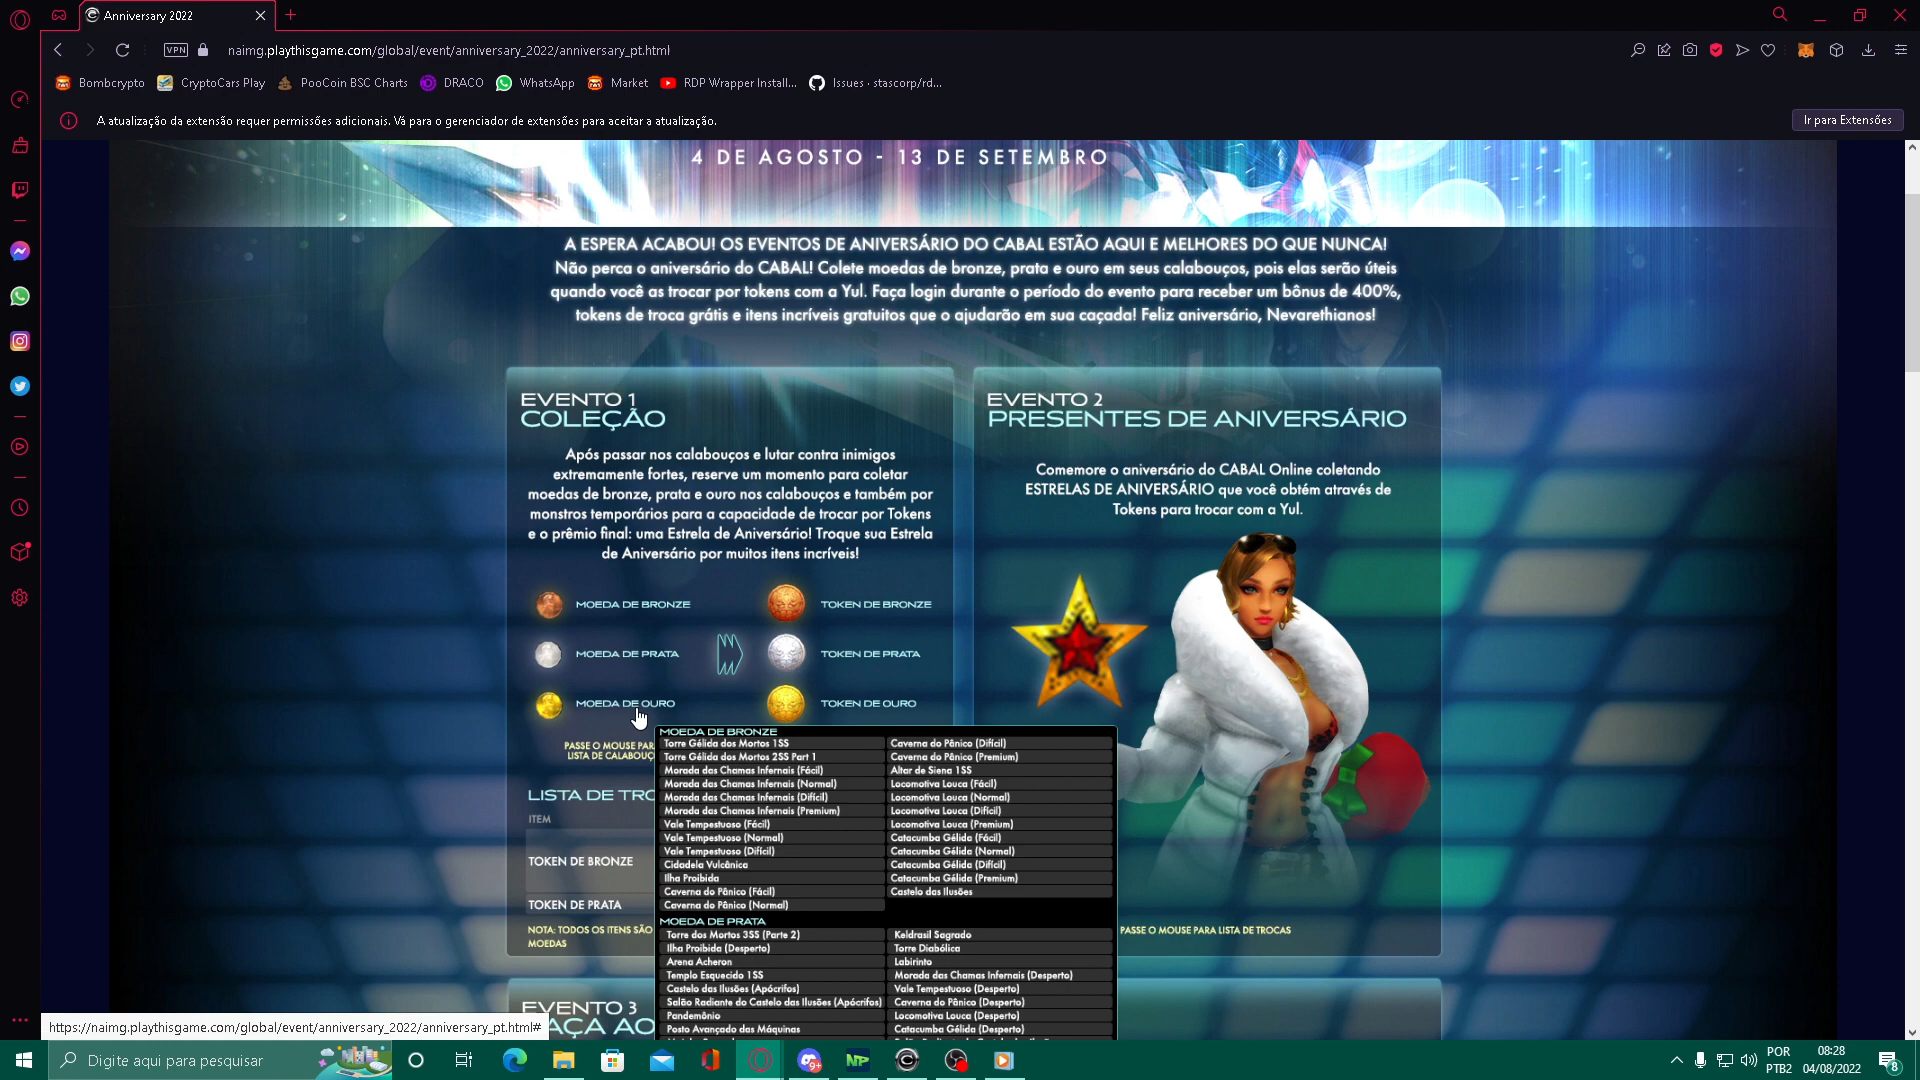 Anniversary 2022
VPN
naimg.playthisgame.com/global/event/anniversary_2022/anniversary_pt.html
Bombcrypto
CryptoCars Play
PooCoin BSC Charts
DRACO
WhatsApp
Market
RDP Wrapper Install...
Issues · stascorp/rd...
A atualização da extensão requer permissões adicionais. Vá para o gerenciador de extensões para aceitar a atualização.
Ir para Extensões
4 DE AGOSTO - 13 DE SETEMBRO
A ESPERA ACABOU! OS EVENTOS DE ANIVERSÁRIO DO CABAL ESTÃO AQUI E MELHORES DO QUE NUNCA!
Não perca o aniversário do CABAL! Colete moedas de bronze, prata e ouro em seus calabouços, pois elas serão úteis
quando você as trocar por tokens com a Yul. Faça login durante o período do evento para receber um bônus de 400%,
tokens de troca grátis e itens incríveis gratuitos que o ajudarão em sua caçada! Feliz aniversário, Nevarethianos!
EVENTO 1
COLEÇÃO
Após passar nos calabouços e lutar contra inimigos
extremamente fortes, reserve um momento para coletar
moedas de bronze, prata e ouro nos calabouços e também por
monstros temporários para a capacidade de trocar por Tokens
e o prêmio final: uma Estrela de Aniversário! Troque sua Estrela
de Aniversário por muitos itens incríveis!
MOEDA DE BRONZE
TOKEN DE BRONZE
MOEDA DE PRATA
TOKEN DE PRATA
MOEDA DE OURO
TOKEN DE OURO
PASSE O MOUSE PAR
LISTA DE CALABOUÇ
LISTA DE TRO
ITEM
TOKEN DE BRONZE
TOKEN DE PRATA
NOTA: TODOS OS ITENS SÃO
MOEDAS
EVENTO 2
PRESENTES DE ANIVERSÁRIO
Comemore o aniversário do CABAL Online coletando
ESTRELAS DE ANIVERSÁRIO que você obtém através de
Tokens para trocar com a Yul.
PASSE O MOUSE PARA LISTA DE TROCAS
MOEDA DE BRONZE
Torre Gélida dos Mortos 1SS
Caverna do Pânico (Difícil)
Torre Gélida dos Mortos 2SS Part 1
Caverna do Pânico (Premium)
Morada das Chamas Infernais (Fácil)
Altar de Siena 1SS
Morada das Chamas Infernais (Normal)
Locomotiva Louca (Fácil)
Morada das Chamas Infernais (Difícil)
Locomotiva Louca (Normal)
Morada das Chamas Infernais (Premium)
Locomotiva Louca (Difícil)
Vale Tempestuoso (Fácil)
Locomotiva Louca (Premium)
Vale Tempestuoso (Normal)
Catacumba Gélida (Fácil)
Vale Tempestuoso (Difícil)
Catacumba Gélida (Normal)
Cidadela Vulcânica
Catacumba Gélida (Difícil)
Ilha Proibida
Catacumba Gélida (Premium)
Caverna do Pânico (Fácil)
Castelo das Ilusões
Caverna do Pânico (Normal)
MOEDA DE PRATA
Torre dos Mortos 3SS (Parte 2)
Keldrasil Sagrado
Ilha Proibida (Desperto)
Torre Diabólica
Arena Acheron
Labirinto
Templo Esquecido 1SS
Morada das Chamas Infernais (Desperto)
Castelo das Ilusões (Apócrifos)
Vale Tempestuoso (Desperto)
Salão Radiante do Castelo das Ilusões (Apócrifos)
Caverna do Pânico (Desperto)
Pandemônio
Locomotiva Louca (Desperto)
Posto Avançado das Máquinas
Catacumba Gélida (Desperto)
EVENTO 3
AÇA AO
https://naimg.playthisgame.com/global/event/anniversary_2022/anniversary_pt.html#
Digite aqui para pesquisar
9+
NP
POR
PTB2
08:28
04/08/2022
8